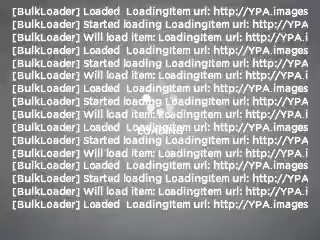 [BulkLoader] Loaded LoadingItem url: http://YPA.images
[BulkLoader] Started loading LoadingItem url: http://YPA
[BulkLoader] Will load item: LoadingItem url: http://YPA.i
[BulkLoader] Loaded LoadingItem url: http://YPA.images
[BulkLoader] Started loading LoadingItem url: http://YPA
[BulkLoader] Will load item: LoadingItem url: http://YPA.i
[BulkLoader] Loaded LoadingItem url: http://YPA.images
[BulkLoader] Started loading LoadingItem url: http://YPA
[BulkLoader] Will load item: LoadingItem url: http://YPA.i
[BulkLoader] Loaded LoadingItem url: http://YPA.images
LOADING
[BulkLoader] Started loading LoadingItem url: http://YPA
[BulkLoader] Will load item: LoadingItem url: http://YPA.i
[BulkLoader] Loaded LoadingItem url: http://YPA.images
[BulkLoader] Started loading LoadingItem url: http://YPA
[BulkLoader] Will load item: LoadingItem url: http://YPA.i
[BulkLoader] Loaded LoadingItem url: http://YPA.images